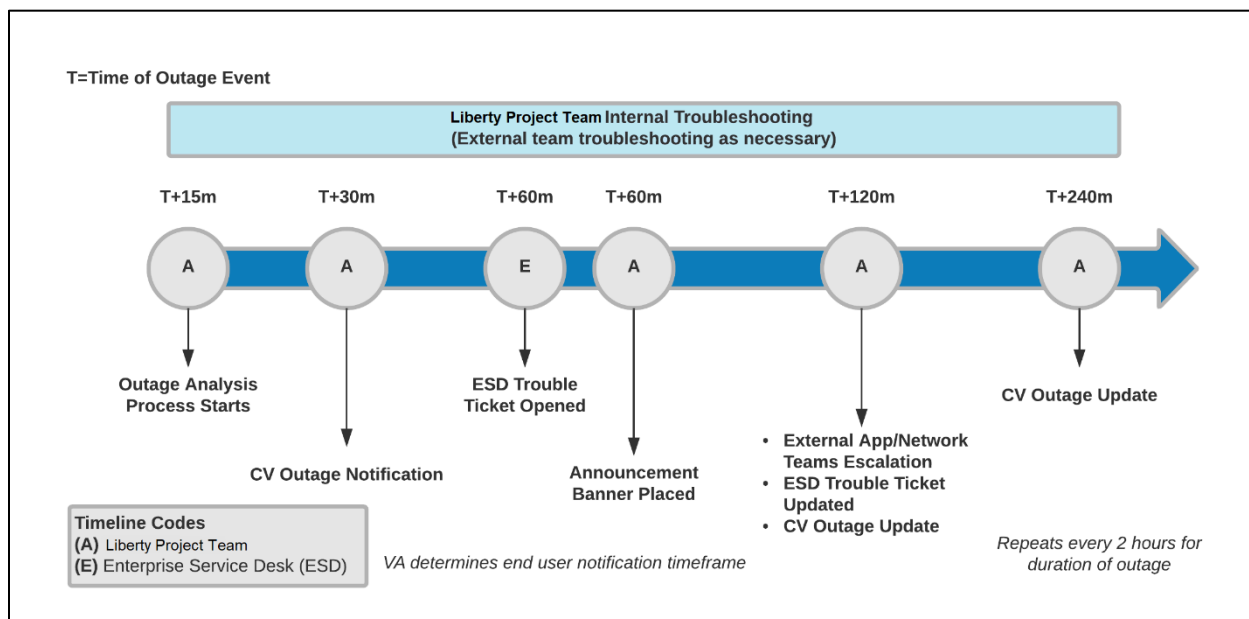 T=Time of Outage Event
Liberty Project Team Internal Troubleshooting
(External team troubleshooting as necessary)
T+15m
T+30m
T+60m
T+60m
T+120m
T+240m
A
A
E
A
A
A
Outage Analysis
Process Starts
CV Outage Notification
ESD Trouble
Ticket Opened
Announcement
Banner Placed
• External App/Network
Teams Escalation
• ESD Trouble Ticket
Updated
• CV Outage Update
CV Outage Update
Timeline Codes
(A) Liberty Project Team
(E) Enterprise Service Desk (ESD)
VA determines end user notification timeframe
Repeats every 2 hours for
duration of outage